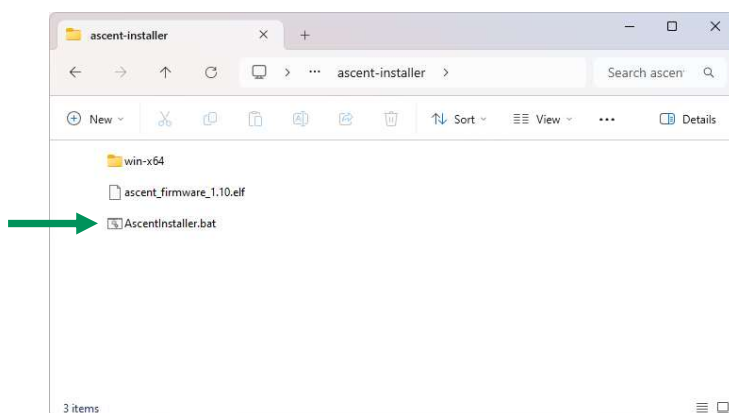 ascent-installer
ascent-installer
Search ascen
New
Sort
View
Details
win-x64
ascent_firmware_1.10.elf
AscentInstaller.bat
3 items